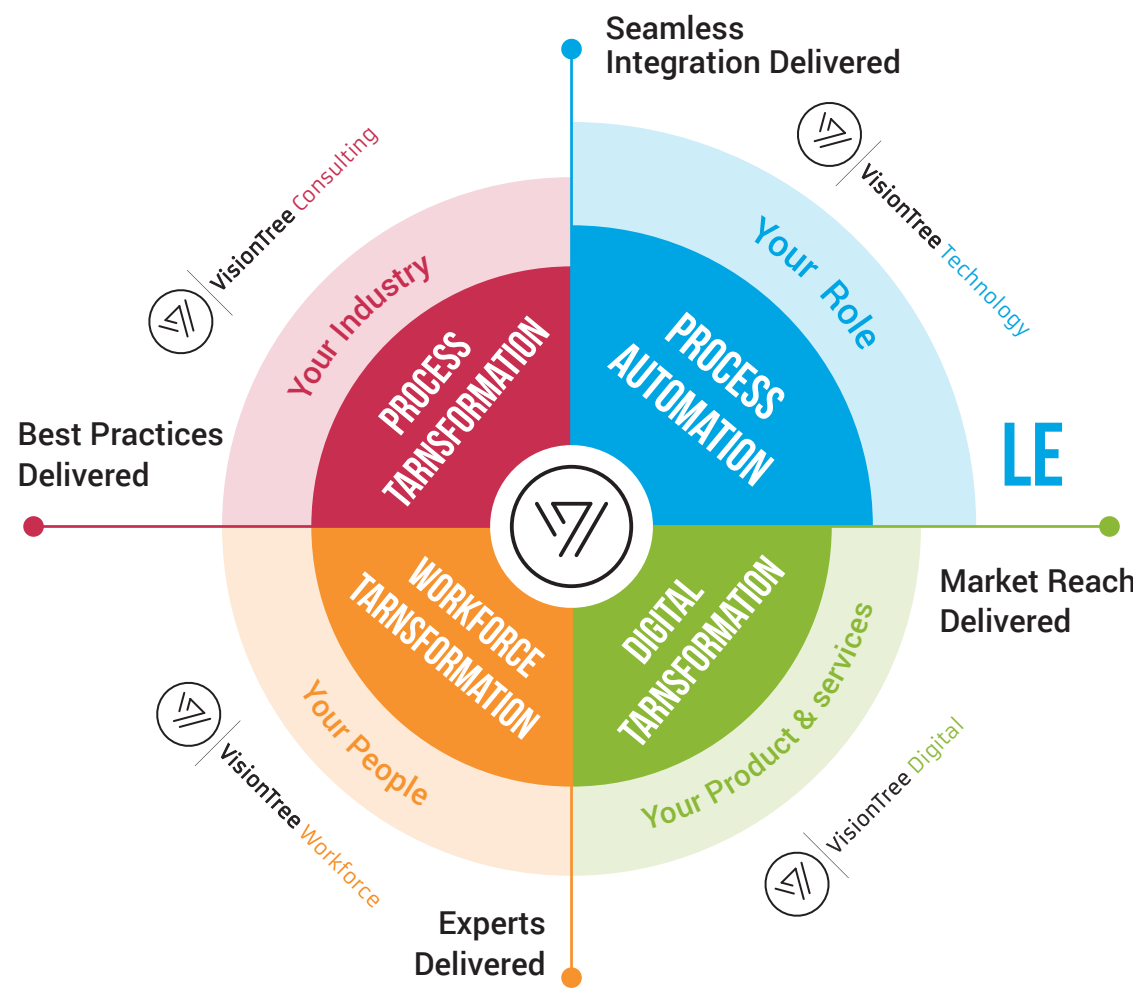 Seamless
Integration Delivered
VisionTree Consulting
VisionTree Technology
Your Industry
Your Role
PROCESS
TARNSFORMATION
PROCESS
AUTOMATION
Best Practices
Delivered
LE
WORKFORCE
TARNSFORMATION
DIGITAL
TARNSFORMATION
Market Reach
Delivered
Your People
Your Product & services
VisionTree Workforce
VisionTree Digital
Experts
Delivered